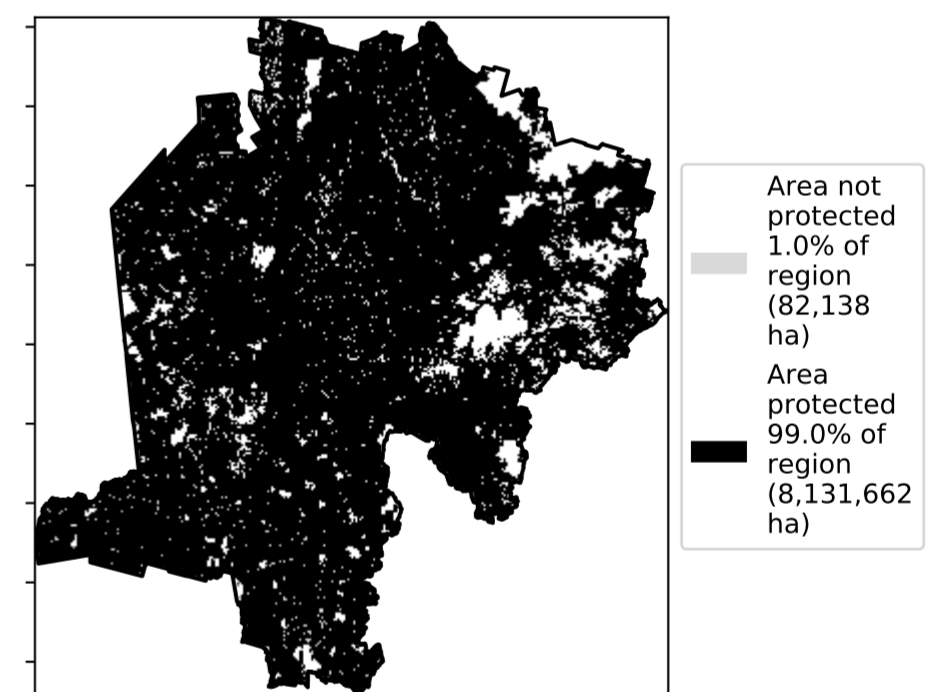 Area not
protected
1.0% of
region
(82,138
ha)
Area
protected
99.0% of
region
(8,131,662
ha)